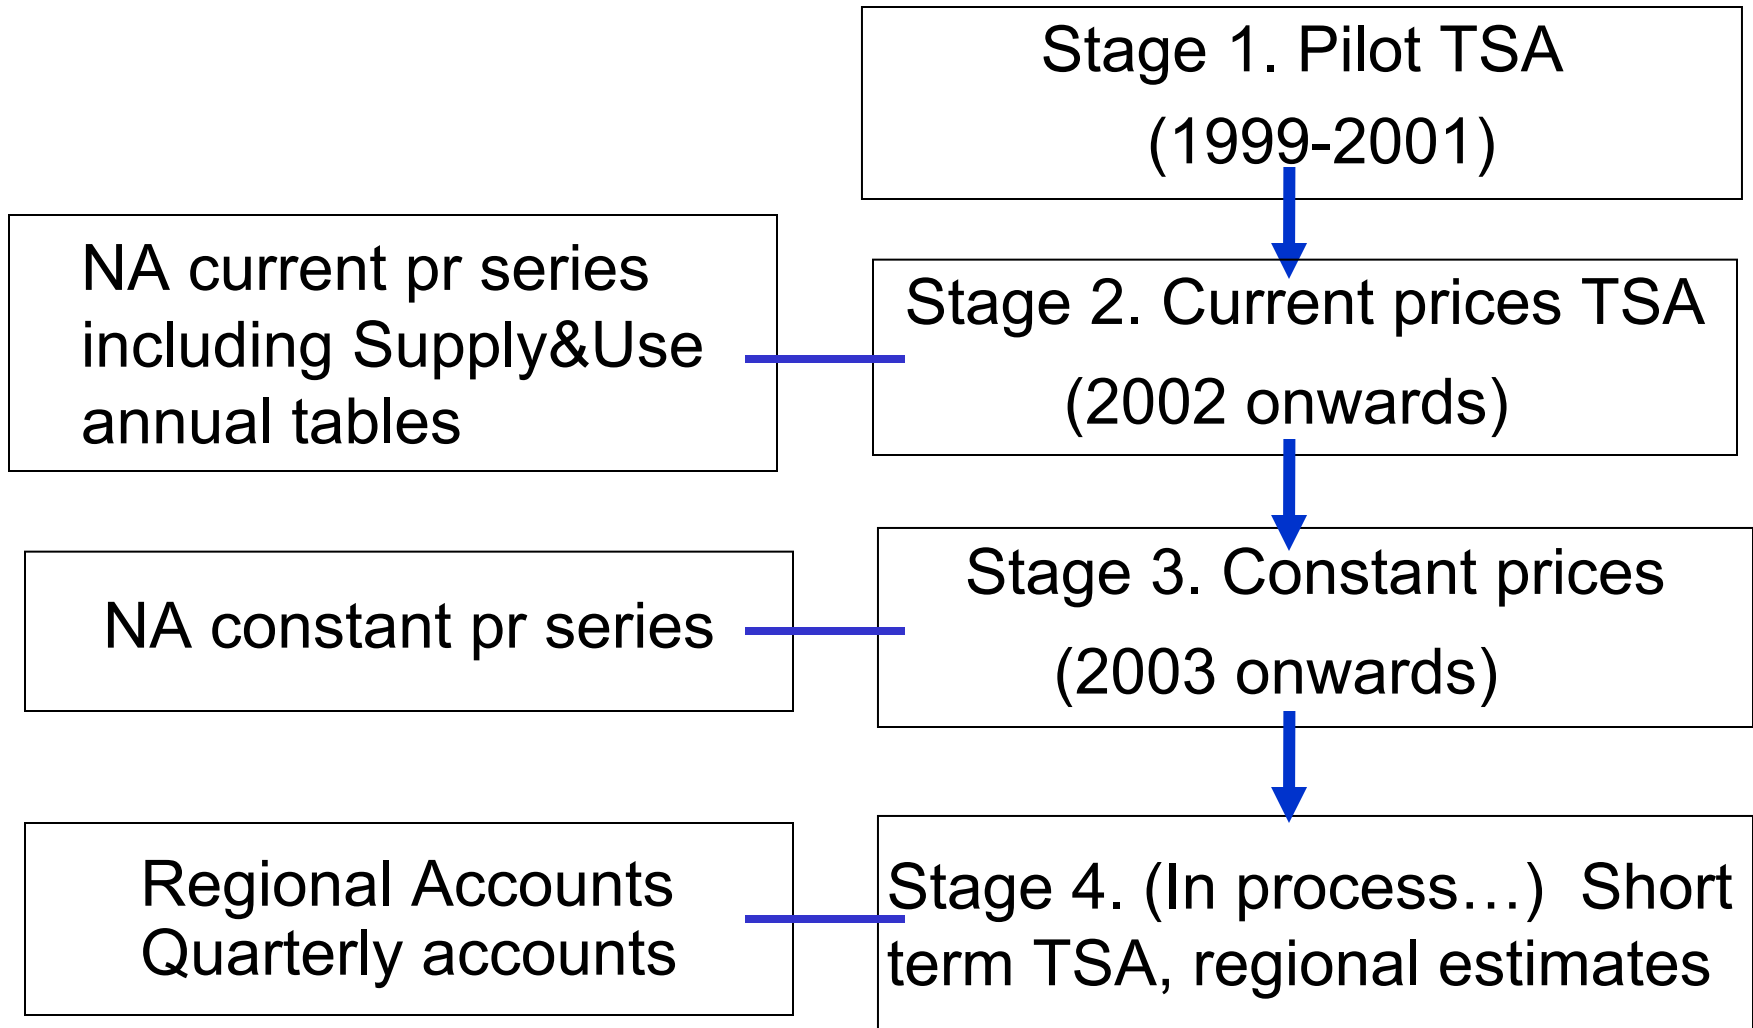 Stage 1. Pilot TSA
(1999-2001)
NA current pr series
including Supply&Use
annual tables
Stage 2. Current prices TSA
(2002 onwards)
NA constant pr series
Stage 3. Constant prices
(2003 onwards)
Regional Accounts
Quarterly accounts
Stage 4. (In process…) Short
term TSA, regional estimates